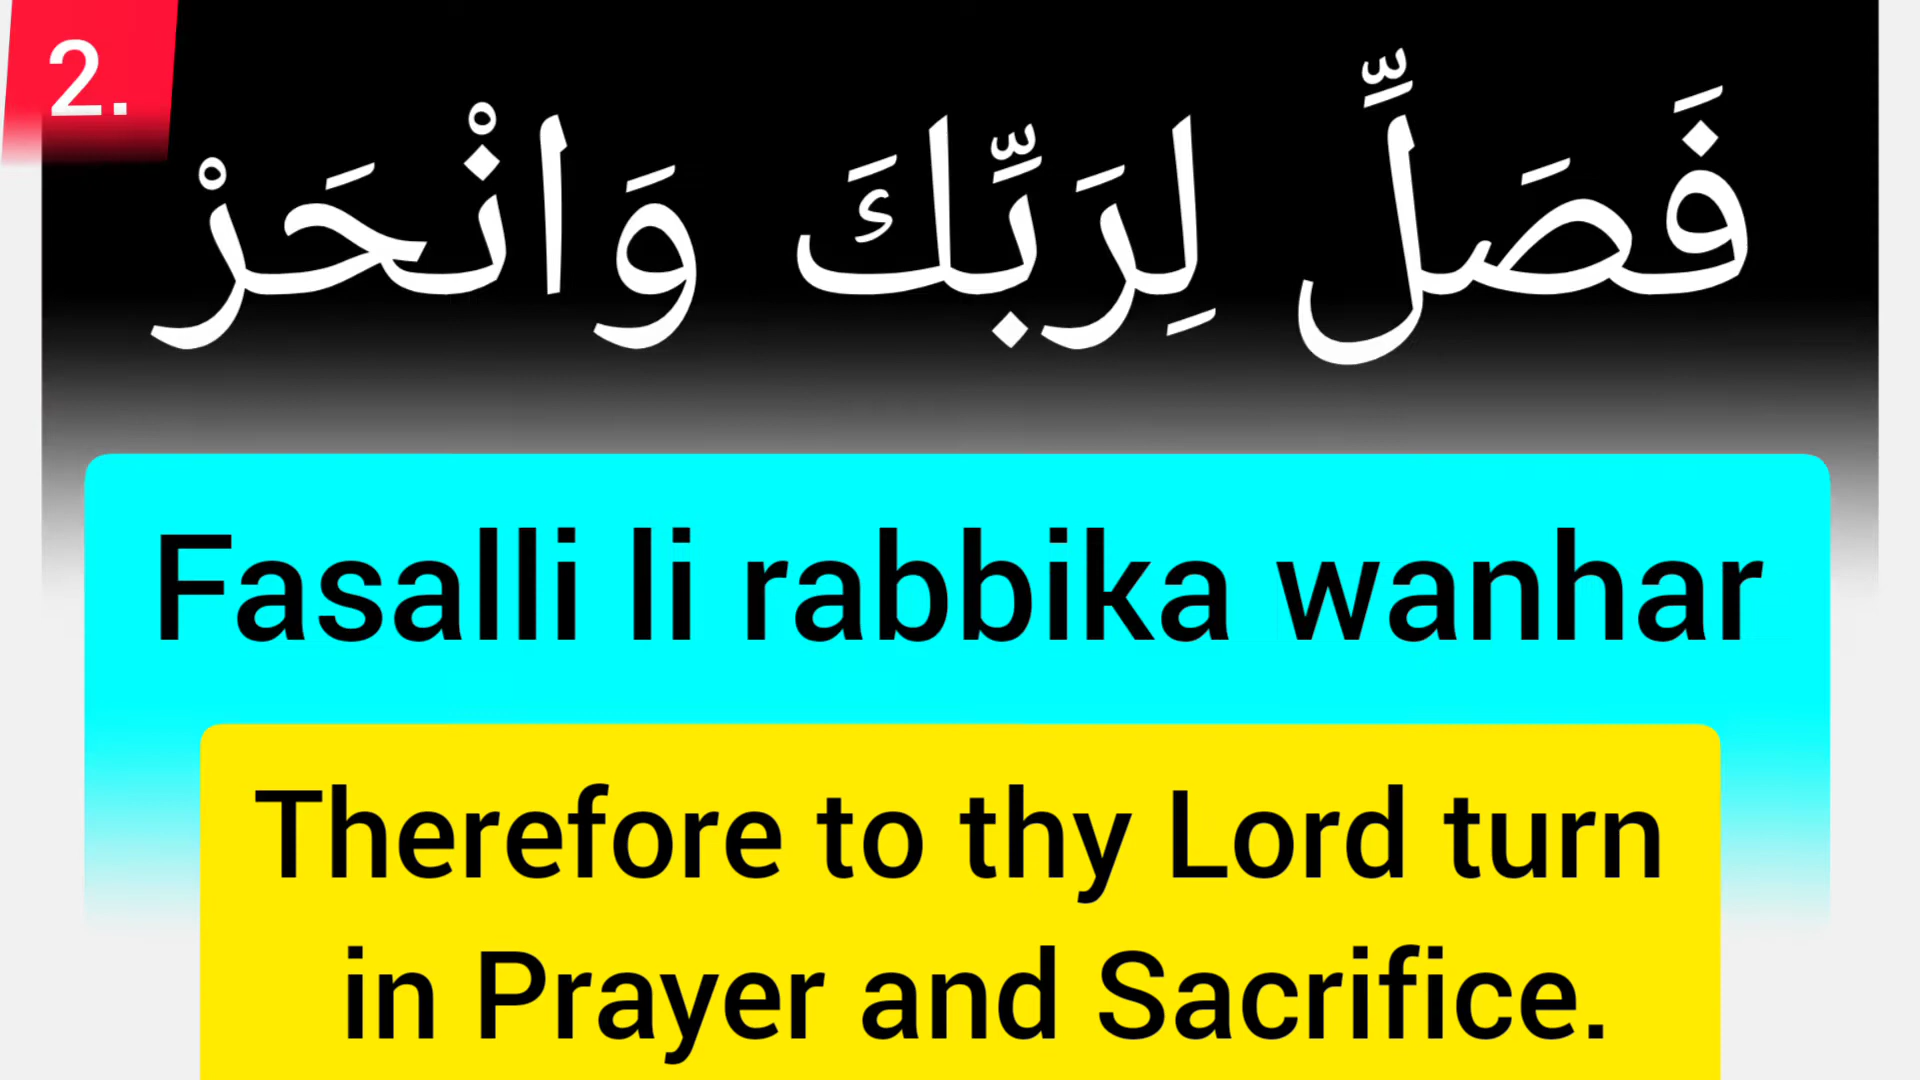 2.
فَصَلِّ لِرَبِّكَ وَانْحَرْ
Fasalli li rabbika wanhar
Therefore to thy Lord turn
in Prayer and Sacrifice.